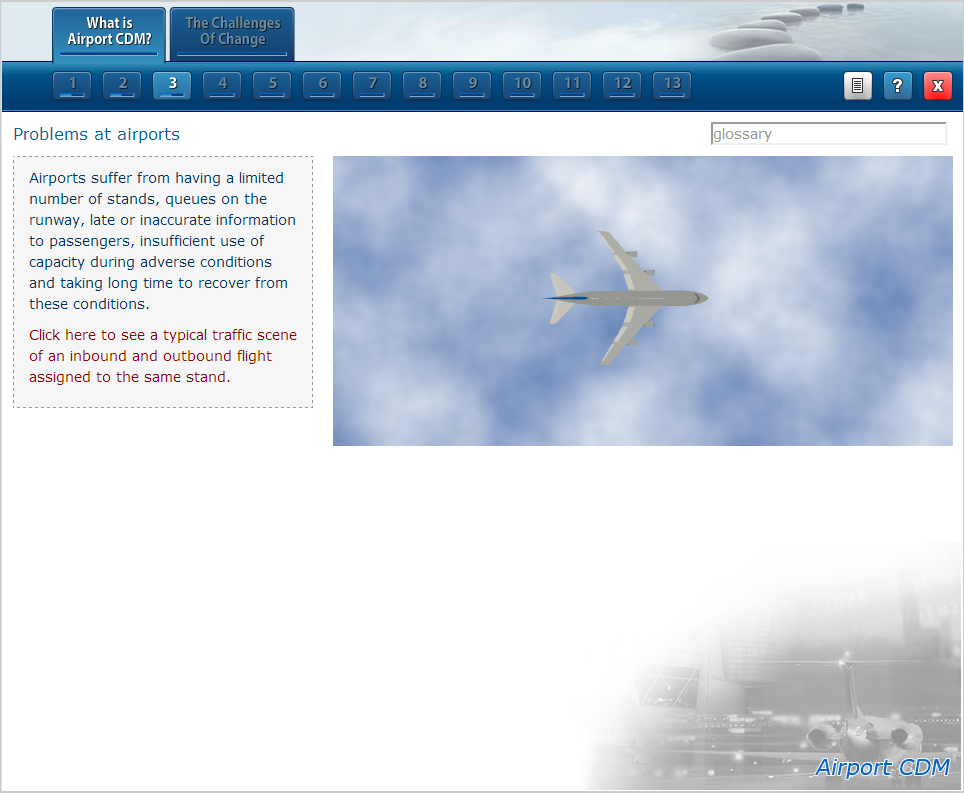 What is
Airport CDM?
The Challenges
Of Change
1 2 3 4 5 6 7 8 9 10 11 12 13 ? X
Problems at airports
glossary
Airports suffer from having a limited
number of stands, queues on the
runway, late or inaccurate information
to passengers, insufficient use of
capacity during adverse conditions
and taking long time to recover from
these conditions.
Click here to see a typical traffic scene
of an inbound and outbound flight
assigned to the same stand.
Airport CDM